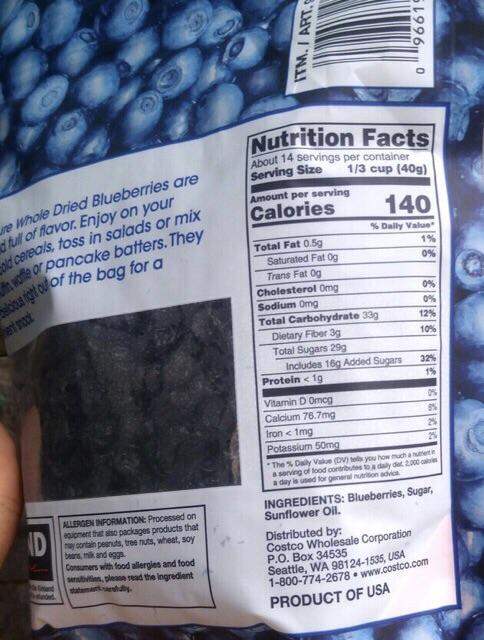 ITM. / ART.
0 9661
Whole Dried Blueberries are
full of flavor. Enjoy on your
cereals, toss in salads or mix
waffle or pancake batters. They
right out of the bag for a
Nutrition Facts
About 14 servings per container
Serving Size 1/3 cup (40g)
Amount per serving
Calories 140
% Daily Value*
Total Fat 0.5g 1%
Saturated Fat 0g 0%
Trans Fat 0g
Cholesterol 0mg 0%
Sodium 0mg 0%
Total Carbohydrate 33g 12%
Dietary Fiber 3g 10%
Total Sugars 29g
Includes 16g Added Sugars 32%
Protein < 1g 1%
Vitamin D 0mcg 0%
Calcium 76.7mg 6%
Iron < 1mg 2%
Potassium 50mg 2%
* The % Daily Value (DV) tells you how much a nutrient in
a serving of food contributes to a daily diet. 2,000 calories
a day is used for general nutrition advice.
INGREDIENTS: Blueberries, Sugar,
Sunflower Oil.
ALLERGEN INFORMATION: Processed on
equipment that also packages products that
may contain peanuts, tree nuts, wheat, soy
beans, milk and eggs.
Consumers with food allergies and food
sensitivities, please read the ingredient
statement carefully.
Distributed by:
Costco Wholesale Corporation
P.O. Box 34535
Seattle, WA 98124-1535, USA
1-800-774-2678 • www.costco.com
PRODUCT OF USA